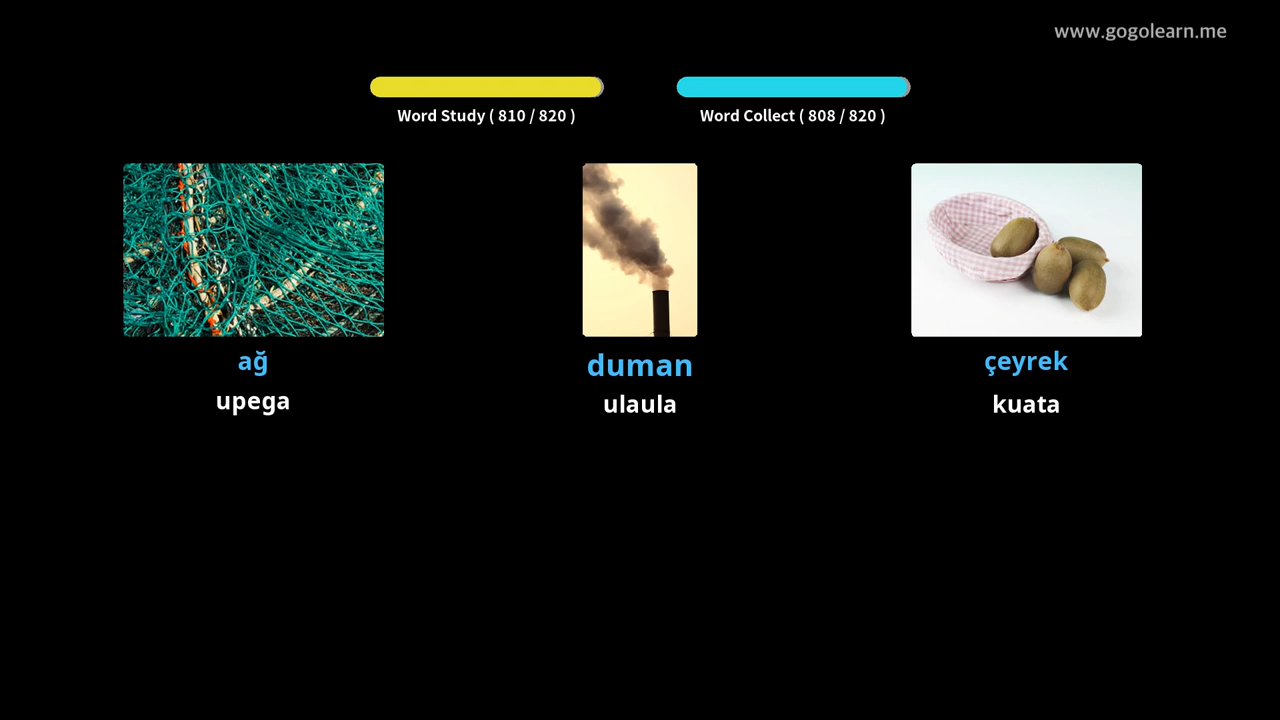 www.gogolearn.me
Word Study ( 810 / 820 )
Word Collect ( 808 / 820 )
ağ
duman
çeyrek
upega
ulaula
kuata